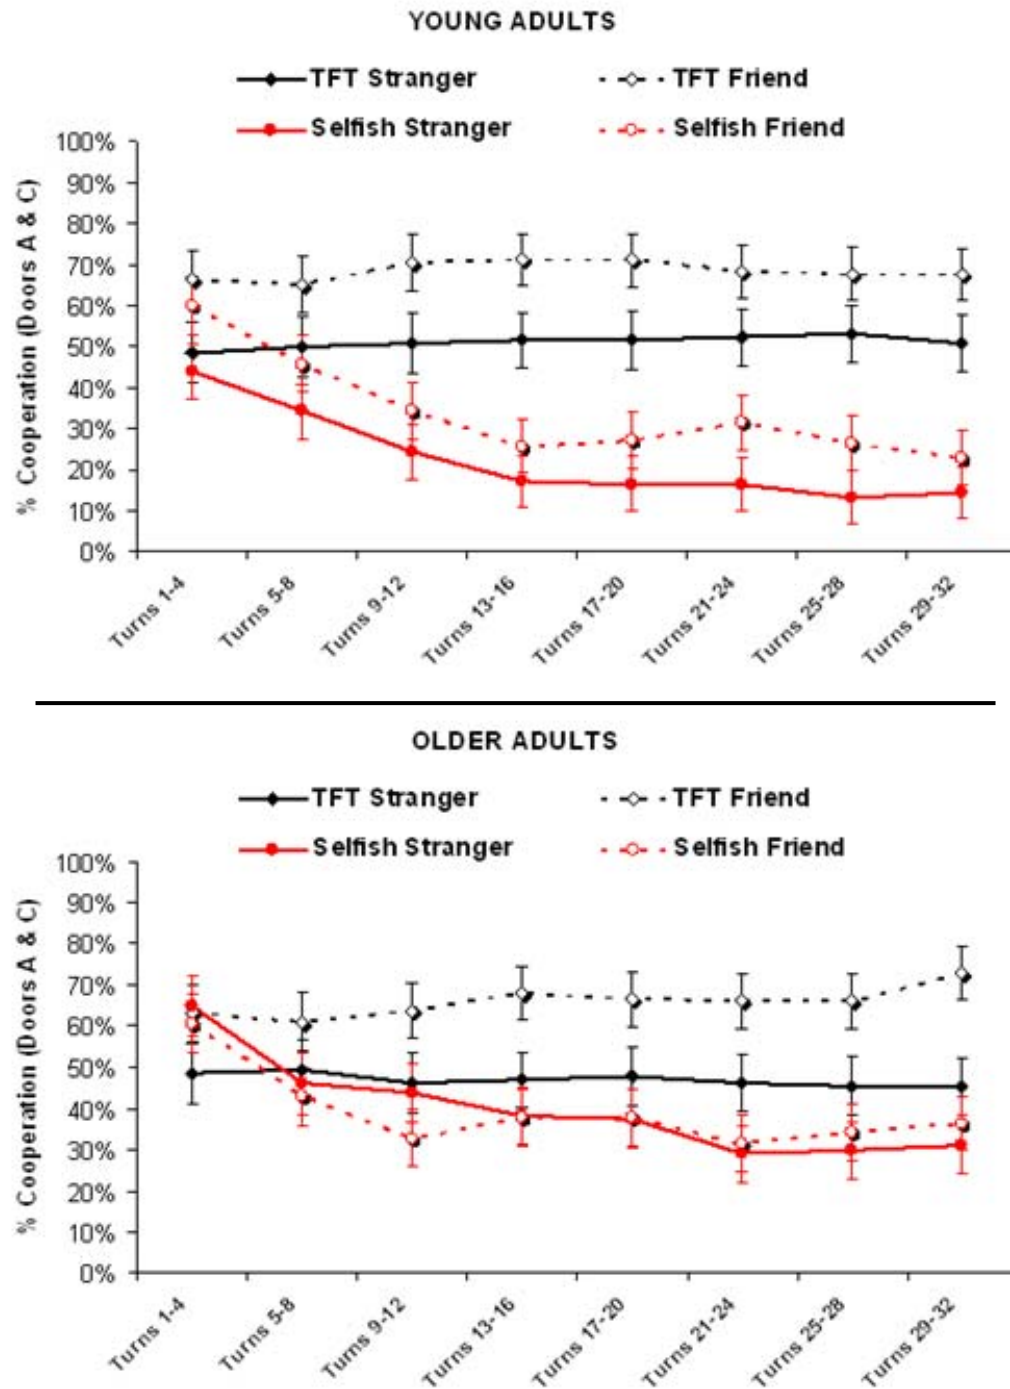 YOUNG ADULTS
TFT Stranger TFT Friend
Selfish Stranger Selfish Friend
% Cooperation (Doors A & C)
100%
90%
80%
70%
60%
50%
40%
30%
20%
10%
0%
Turns 1-4 Turns 5-8 Turns 9-12 Turns 13-16 Turns 17-20 Turns 21-24 Turns 25-28 Turns 29-32
OLDER ADULTS
TFT Stranger TFT Friend
Selfish Stranger Selfish Friend
% Cooperation (Doors A & C)
100%
90%
80%
70%
60%
50%
40%
30%
20%
10%
0%
Turns 1-4 Turns 5-8 Turns 9-12 Turns 13-16 Turns 17-20 Turns 21-24 Turns 25-28 Turns 29-32